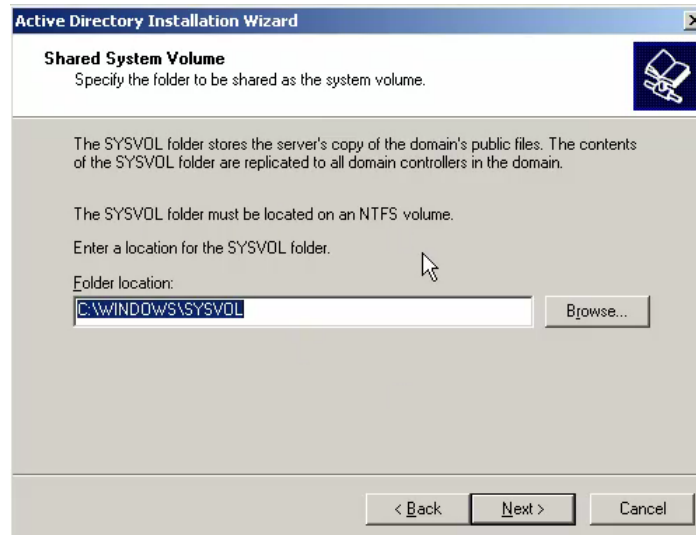 Active Directory Installation Wizard
Shared System Volume
Specify the folder to be shared as the system volume.
The SYSVOL folder stores the server's copy of the domain's public files. The contents
of the SYSVOL folder are replicated to all domain controllers in the domain.
The SYSVOL folder must be located on an NTFS volume.
Enter a location for the SYSVOL folder.
Folder location:
C:\WINDOWS\SYSVOL
Browse...
< Back
Next >
Cancel